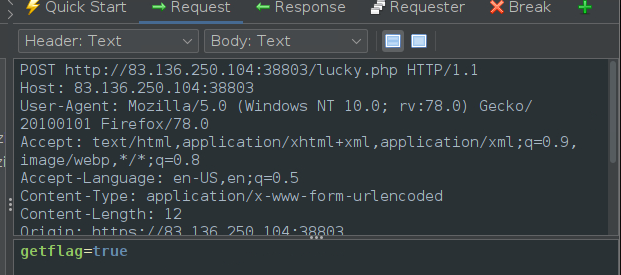 Quick Start Request Response Requester Break
Header: Text Body: Text
POST http://83.136.250.104:38803/lucky.php HTTP/1.1
Host: 83.136.250.104:38803
User-Agent: Mozilla/5.0 (Windows NT 10.0; rv:78.0) Gecko/
20100101 Firefox/78.0
Accept: text/html,application/xhtml+xml,application/xml;q=0.9,
image/webp,*/*;q=0.8
Accept-Language: en-US,en;q=0.5
Content-Type: application/x-www-form-urlencoded
Content-Length: 12
Origin: https://83.136.250.104:38803
getflag=true